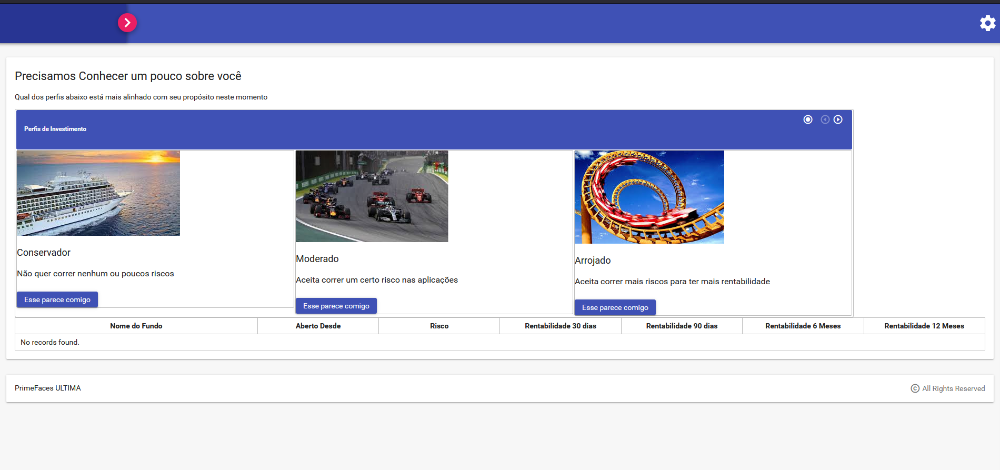 Precisamos Conhecer um pouco sobre você
Qual dos perfis abaixo está mais alinhado com seu propósito neste momento
Perfis de Investimento
Conservador
Não quer correr nenhum ou poucos riscos
Esse parece comigo
Moderado
Aceita correr um certo risco nas aplicações
Esse parece comigo
Arrojado
Aceita correr mais riscos para ter mais rentabilidade
Esse parece comigo
Nome do Fundo Aberto Desde Risco Rentabilidade 30 dias Rentabilidade 90 dias Rentabilidade 6 Meses Rentabilidade 12 Meses
No records found.
PrimeFaces ULTIMA © All Rights Reserved